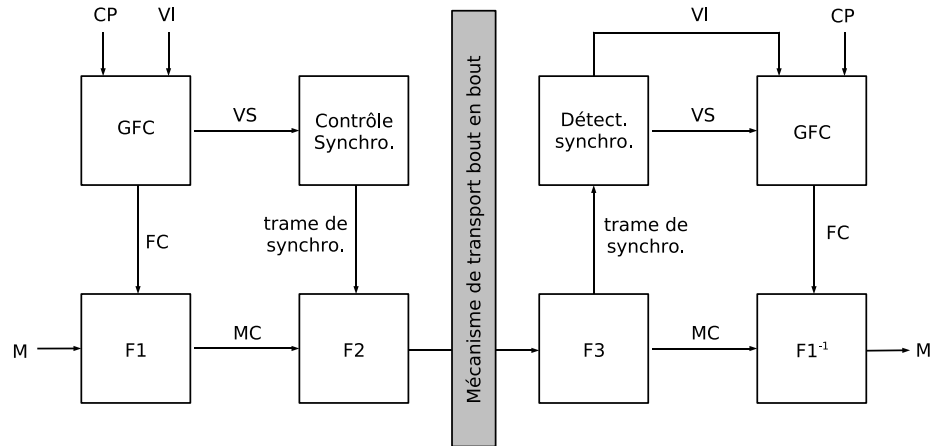 CP
VI
GFC
VS
Contrôle
Synchro.
FC
trame de
synchro.
M
F1
MC
F2
Mécanisme de transport bout en bout
VI
CP
Détect.
synchro.
VS
GFC
trame de
synchro.
FC
F3
MC
F1-1
M